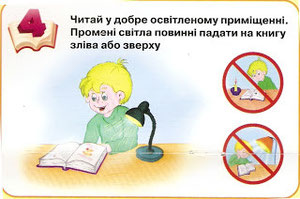 4
Читай у добре освітленому приміщенні.
Промені світла повинні падати на книгу
зліва або зверху